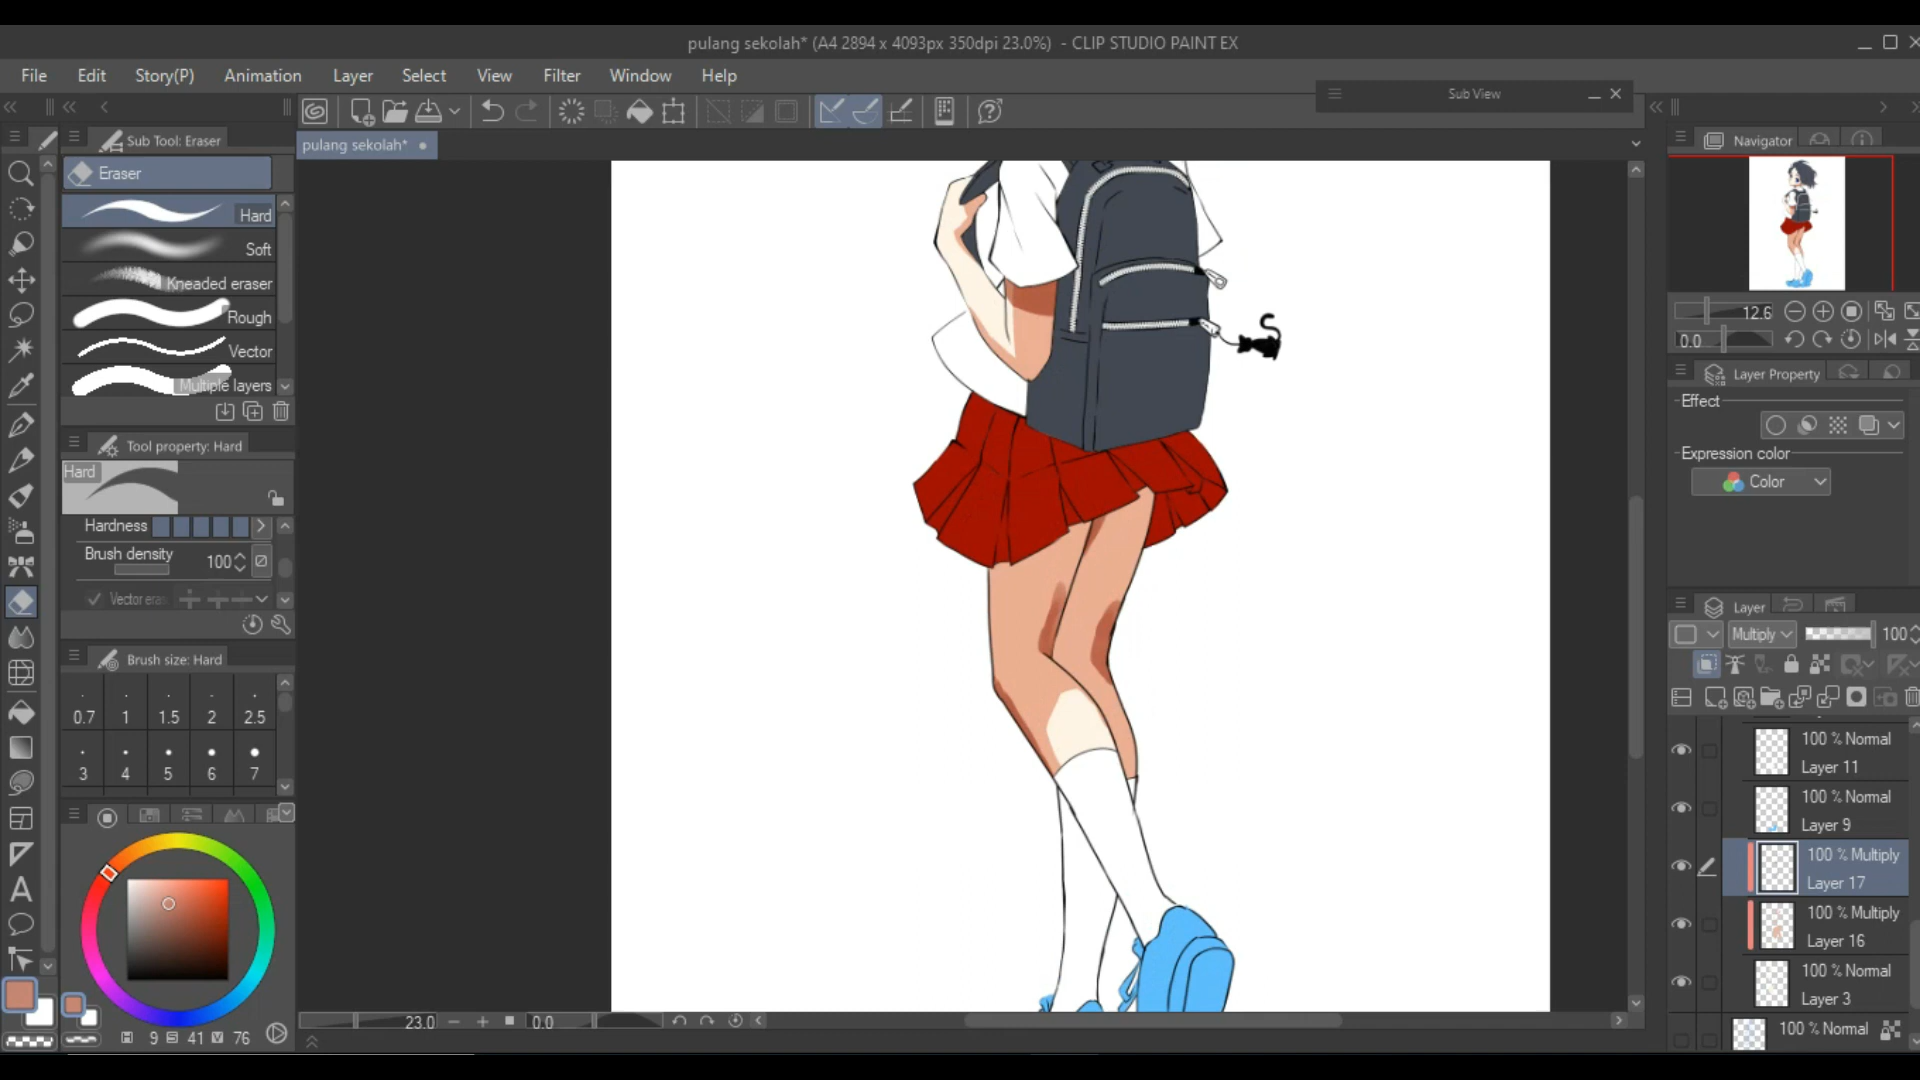 pulang sekolah* (A4 2894 x 4093px 350dpi 23.0%) - CLIP STUDIO PAINT EX
File Edit Story(P) Animation Layer Select View Filter Window Help
Sub View
Sub Tool: Eraser
pulang sekolah*
Navigator
Eraser
Hard
Soft
Kneaded eraser
Rough
Vector
Multiple layers
12.6
0.0
Layer Property
Effect
Expression color
Color
Tool property: Hard
Hard
Hardness
Brush density 100
Vector era
Brush size: Hard
0.7 1 1.5 2 2.5
3 4 5 6 7
Layer
Multiply 100
100 % Normal
Layer 11
100 % Normal
Layer 9
100 % Multiply
Layer 17
100 % Multiply
Layer 16
100 % Normal
Layer 3
100 % Normal
23.0 0.0
H 9 S 41 V 76